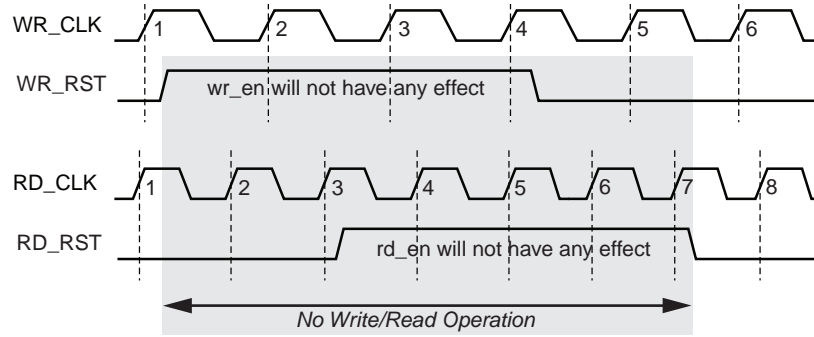 WR_CLK 1 2 3 4 5 6
WR_RST wr_en will not have any effect
RD_CLK 1 2 3 4 5 6 7 8
RD_RST rd_en will not have any effect
No Write/Read Operation